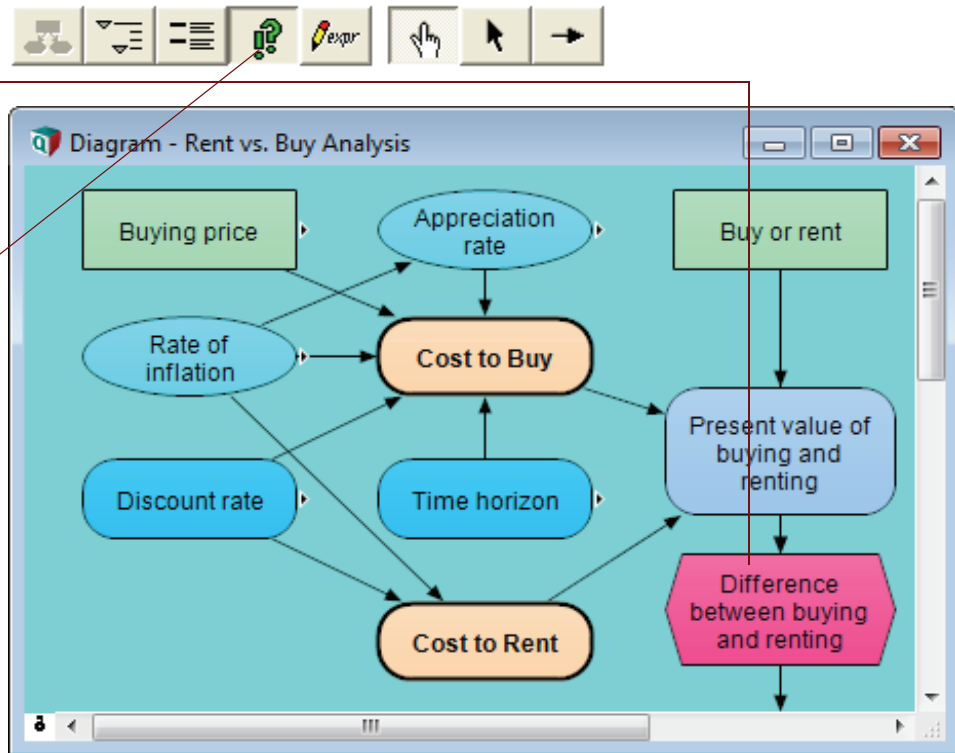 expr
Diagram - Rent vs. Buy Analysis
Buying price
Appreciation
rate
Buy or rent
Rate of
inflation
Cost to Buy
Present value of
buying and
renting
Discount rate
Time horizon
Difference
between buying
and renting
Cost to Rent